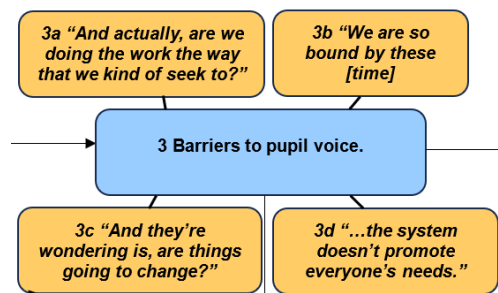 3a “And actually, are we
doing the work the way
that we kind of seek to?”
3b “We are so
bound by these
[time]
3 Barriers to pupil voice.
3c “And they’re
wondering is, are things
going to change?”
3d “…the system
doesn’t promote
everyone’s needs.”